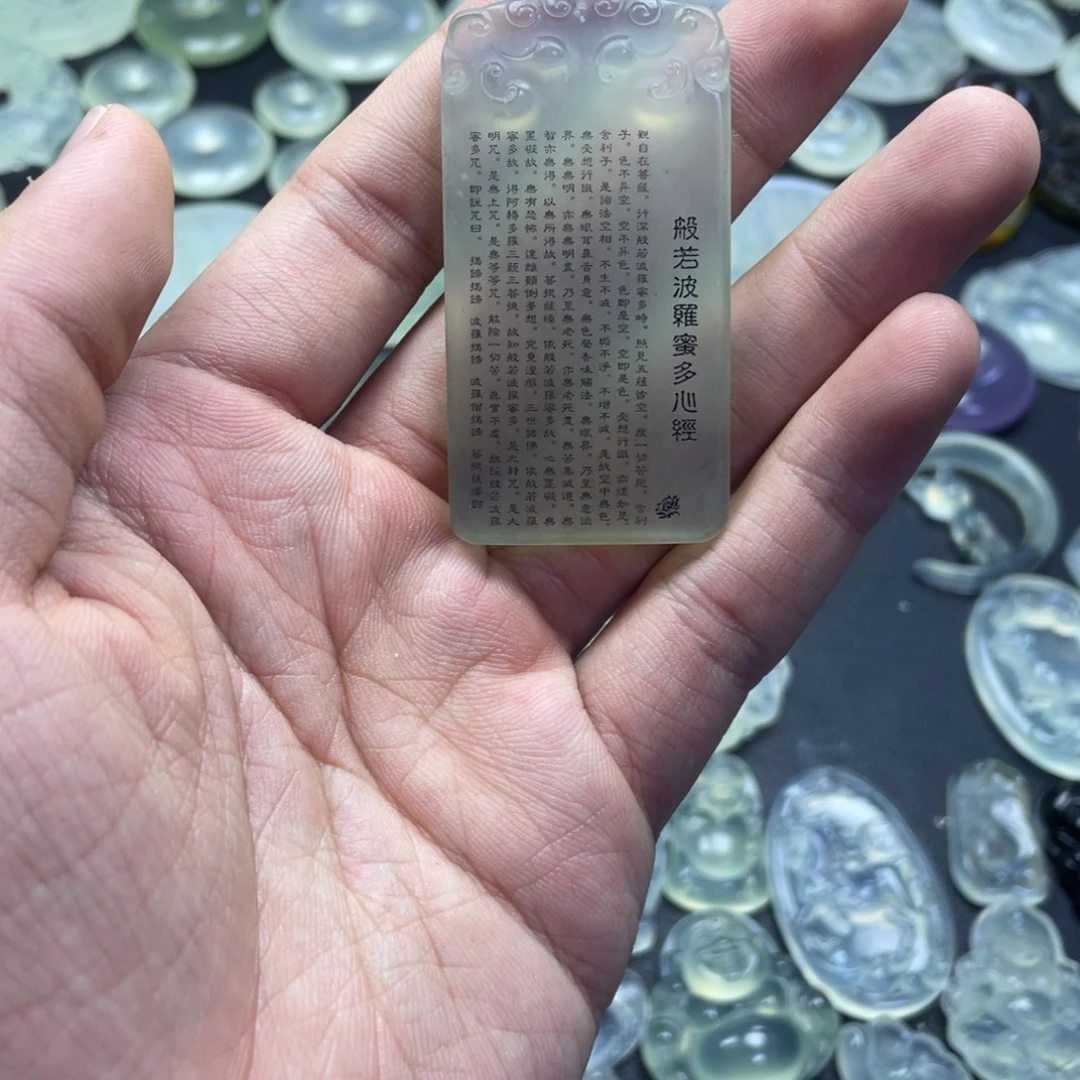 般若波羅蜜多心經
觀自在菩薩。行深般若波羅蜜多時。照見五蘊皆空。度一切苦厄。舍利
子。色不異空。空不異色。色即是空。空即是色。受想行識。亦復如是。
舍利子。是諸法空相。不生不滅。不垢不淨。不增不減。是故空中無色。
無受想行識。無眼耳鼻舌身意。無色聲香味觸法。無眼界。乃至無意識
界。無無明。亦無無明盡。乃至無老死。亦無老死盡。無苦集滅道。無
智亦無得。以無所得故。菩提薩埵。依般若波羅蜜多故。心無罣礙。無
罣礙故。無有恐怖。遠離顛倒夢想。究竟涅槃。三世諸佛。依般若波羅
蜜多故。得阿耨多羅三藐三菩提。故知般若波羅蜜多。是大神咒。是大
明咒。是無上咒。是無等等咒。能除一切苦。真實不虛。故說般若波羅
蜜多咒。即說咒曰。 揭諦揭諦 波羅揭諦 波羅僧揭諦 菩提薩婆訶